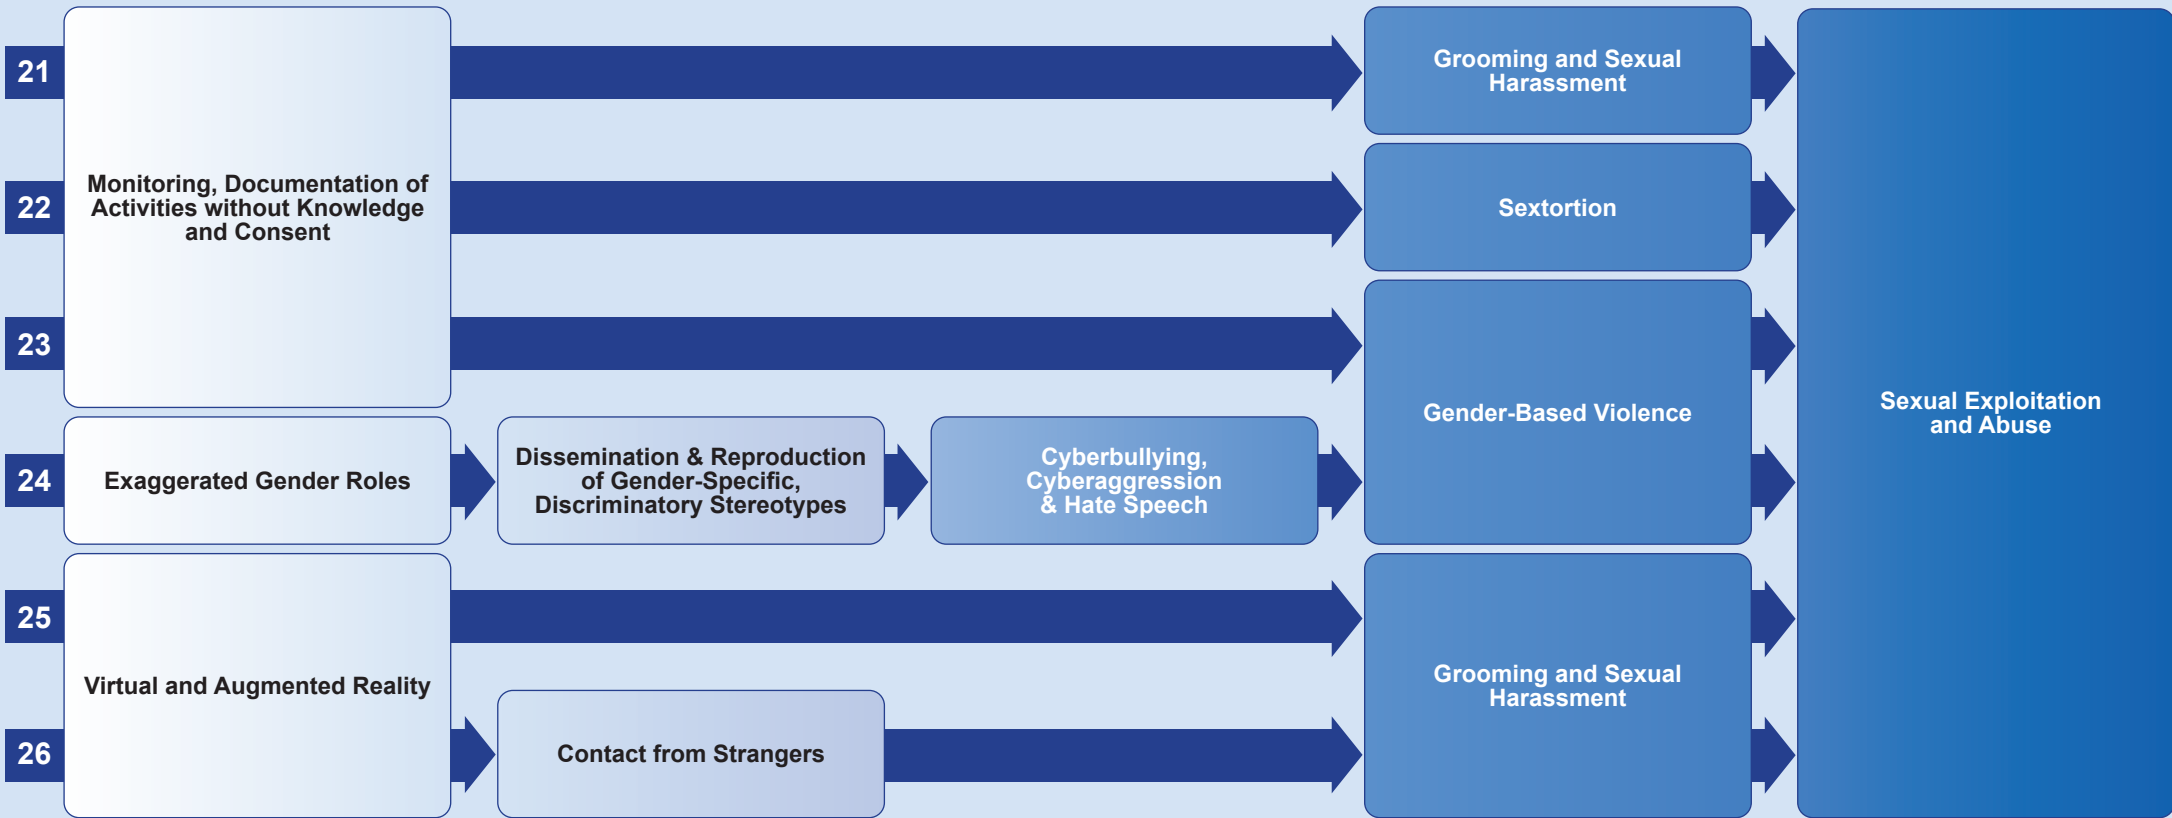 21
Grooming and Sexual
Harassment
Monitoring, Documentation of
Activities without Knowledge
and Consent
22
Sextortion
23
Gender-Based Violence
Sexual Exploitation
and Abuse
24
Exaggerated Gender Roles
Dissemination & Reproduction
of Gender-Specific,
Discriminatory Stereotypes
Cyberbullying,
Cyberaggression
& Hate Speech
25
Virtual and Augmented Reality
Grooming and Sexual
Harassment
26
Contact from Strangers